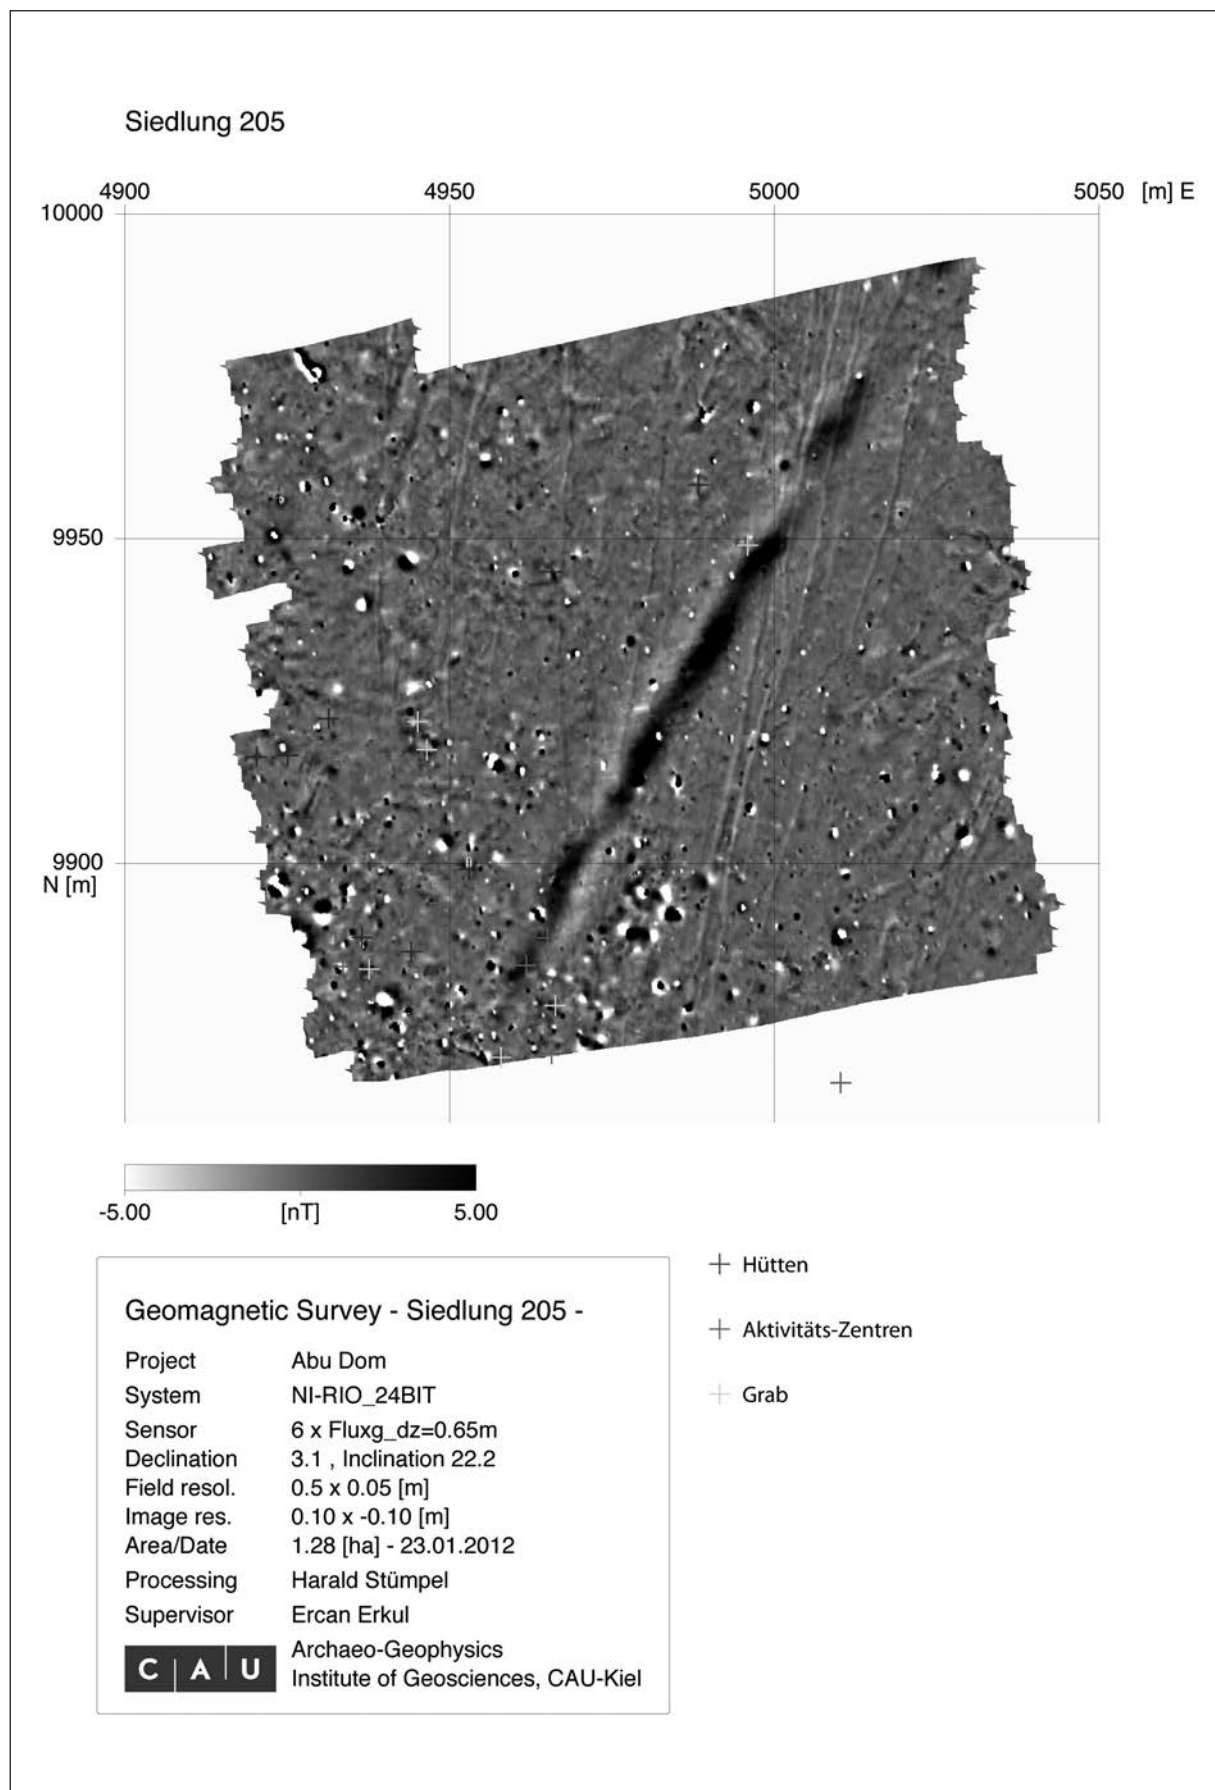 Siedlung 205
4900 4950 5000 5050 [m] E
10000
9950
9900
N [m]
-5.00 [nT] 5.00
Hütten
Aktivitäts-Zentren
Grab
Geomagnetic Survey - Siedlung 205 -
Project Abu Dom
System NI-RIO_24BIT
Sensor 6 x Fluxg_dz=0.65m
Declination 3.1 , Inclination 22.2
Field resol. 0.5 x 0.05 [m]
Image res. 0.10 x -0.10 [m]
Area/Date 1.28 [ha] - 23.01.2012
Processing Harald Stümpel
Supervisor Ercan Erkul
C A U Archaeo-Geophysics
Institute of Geosciences, CAU-Kiel